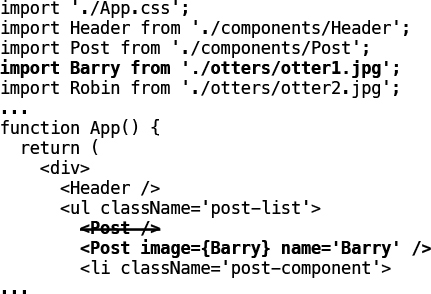 import './App.css';
import Header from './components/Header';
import Post from './components/Post';
import Barry from './otters/otter1.jpg';
import Robin from './otters/otter2.jpg';
...
function App() {
  return (
    <div>
      <Header />
      <ul className='post-list'>
        <Post />
        <Post image={Barry} name='Barry' />
        <li className='post-component'>
...